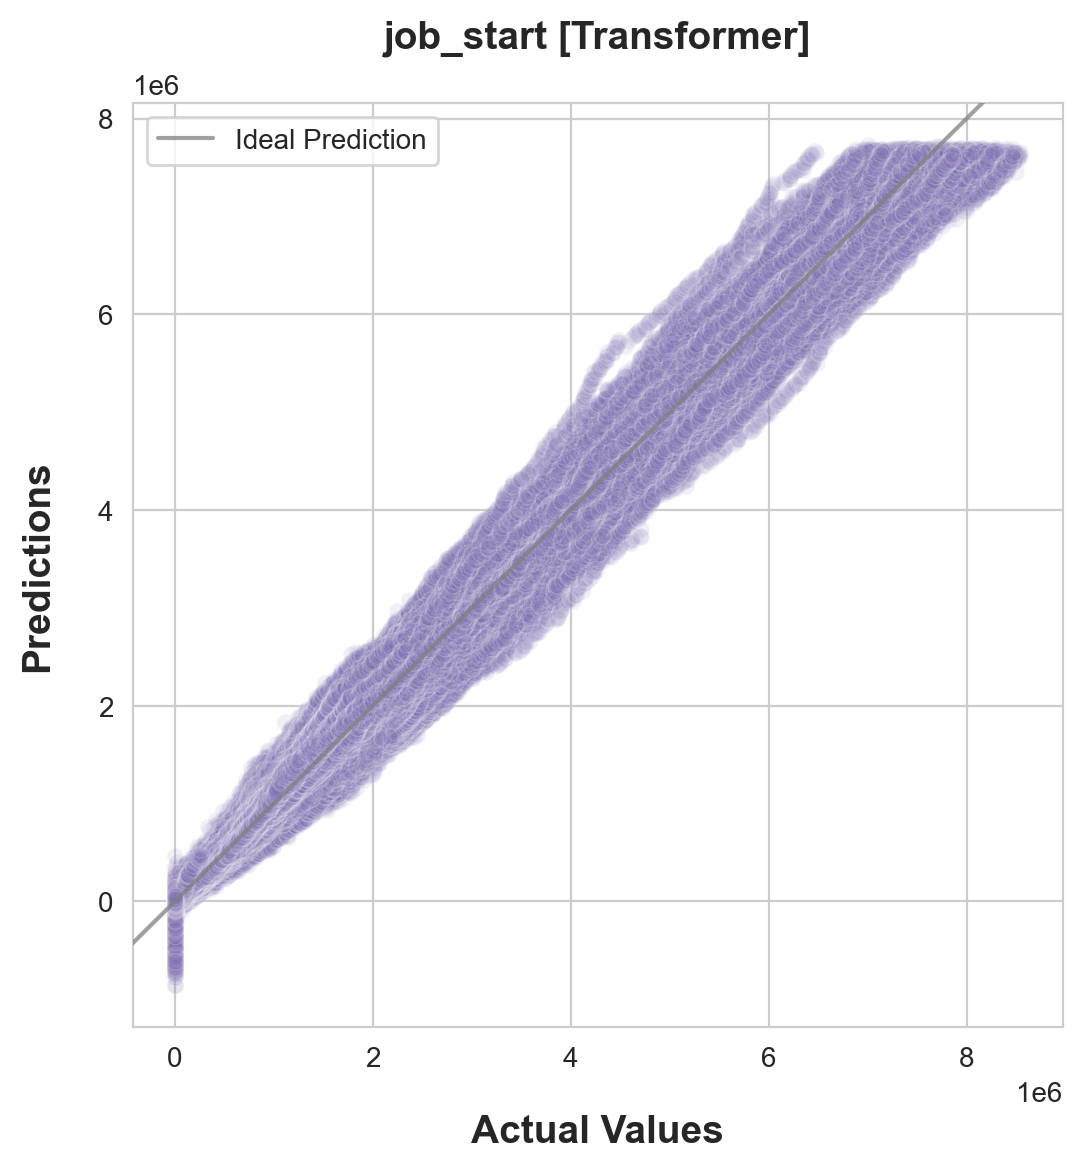 job_start [Transformer]
1e6
Ideal Prediction
8
6
4
2
0
Predictions
0 2 4 6 8
1e6
Actual Values